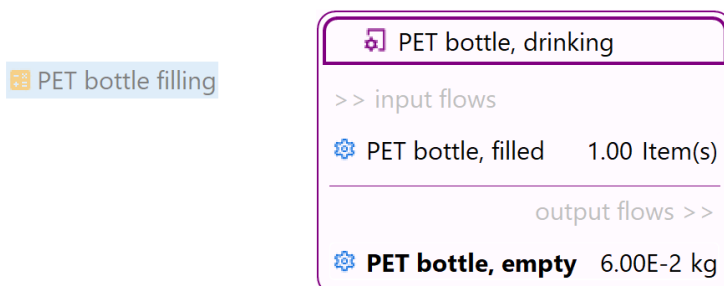 PET bottle filling
PET bottle, drinking
>> input flows
PET bottle, filled 1.00 Item(s)
output flows >>
PET bottle, empty 6.00E-2 kg